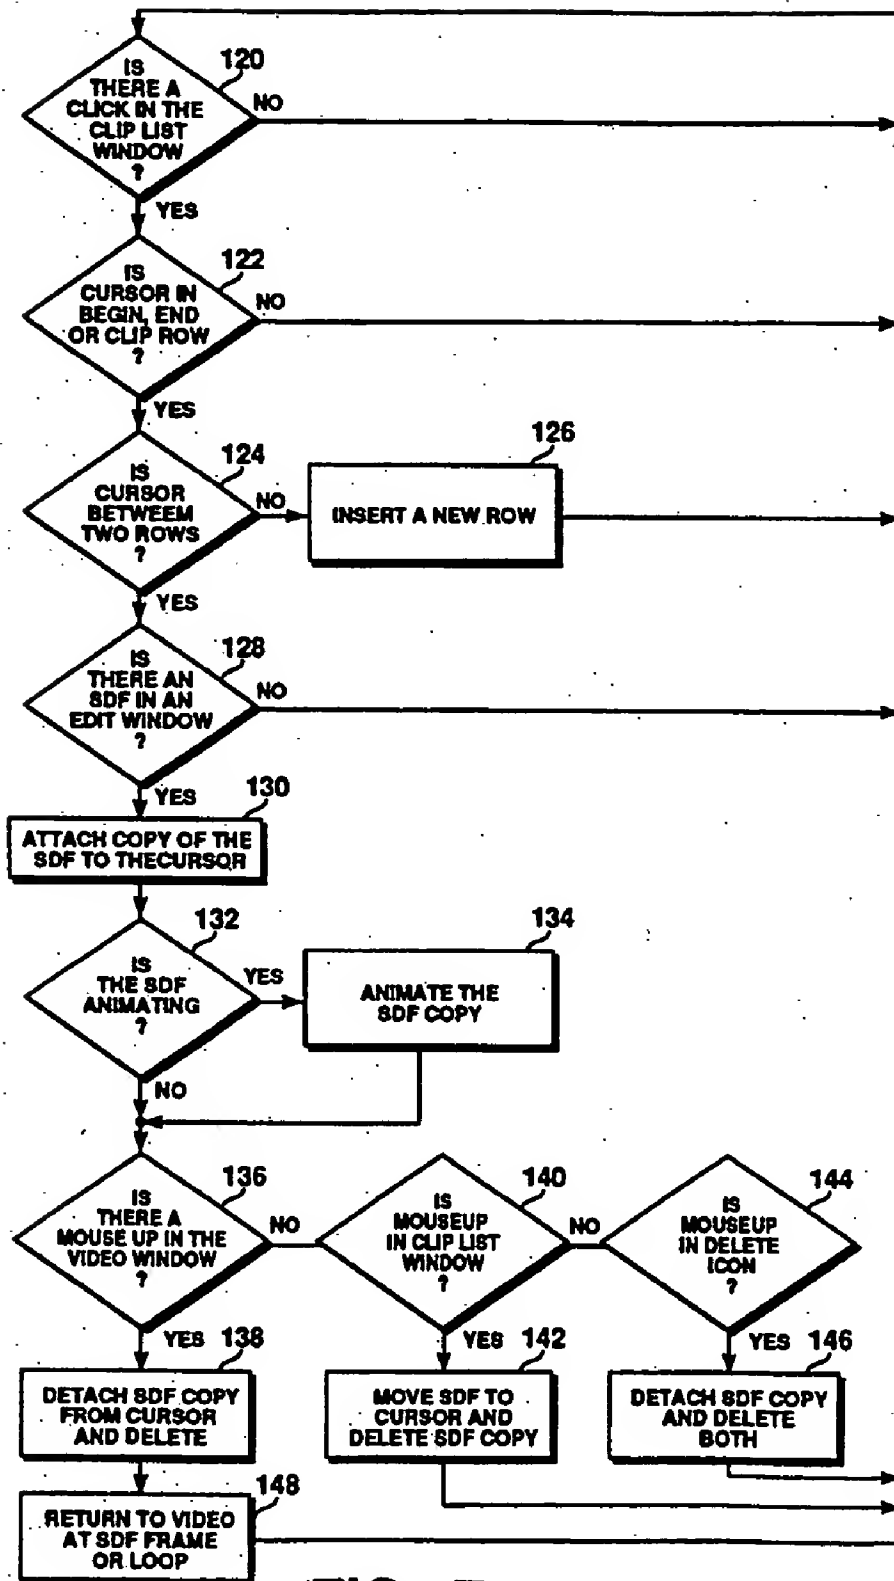 120
IS
THERE A
CLICK IN THE
CLIP LIST
WINDOW
?
NO
YES
122
IS
CURSOR IN
BEGIN, END
OR CLIP ROW
?
NO
YES
124
IS
CURSOR
BETWEEM
TWO ROWS
?
NO
126
INSERT A NEW ROW
YES
128
IS
THERE AN
SDF IN AN
EDIT WINDOW
?
NO
YES
130
ATTACH COPY OF THE
SDF TO THECURSOR
132
IS
THE SDF
ANIMATING
?
YES
134
ANIMATE THE
SDF COPY
NO
136
IS
THERE A
MOUSE UP IN THE
VIDEO WINDOW
?
NO
140
IS
MOUSEUP
IN CLIP LIST
WINDOW
?
NO
144
IS
MOUSEUP
IN DELETE
ICON
?
YES
138
DETACH SDF COPY
FROM CURSOR
AND DELETE
YES
142
MOVE SDF TO
CURSOR AND
DELETE SDF COPY
YES
146
DETACH SDF COPY
AND DELETE
BOTH
148
RETURN TO VIDEO
AT SDF FRAME
OR LOOP